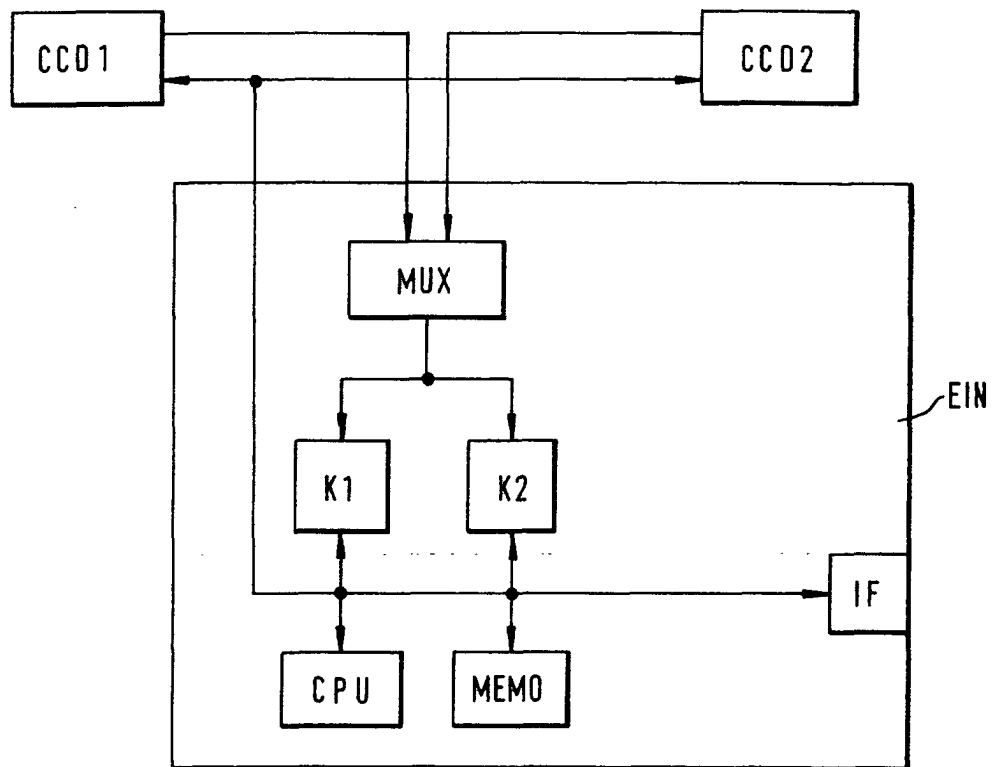 CCD1
CCD2
MUX
EIN
K1
K2
IF
CPU
MEMO